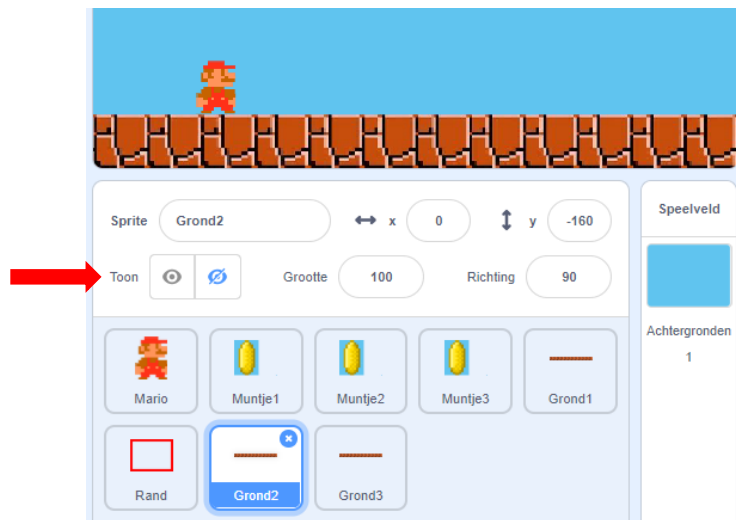 Sprite Grond2 x 0 y -160
Speelveld
Toon Grootte 100 Richting 90
Achtergronden
1
Mario Muntje1 Muntje2 Muntje3 Grond1
Rand Grond2 Grond3